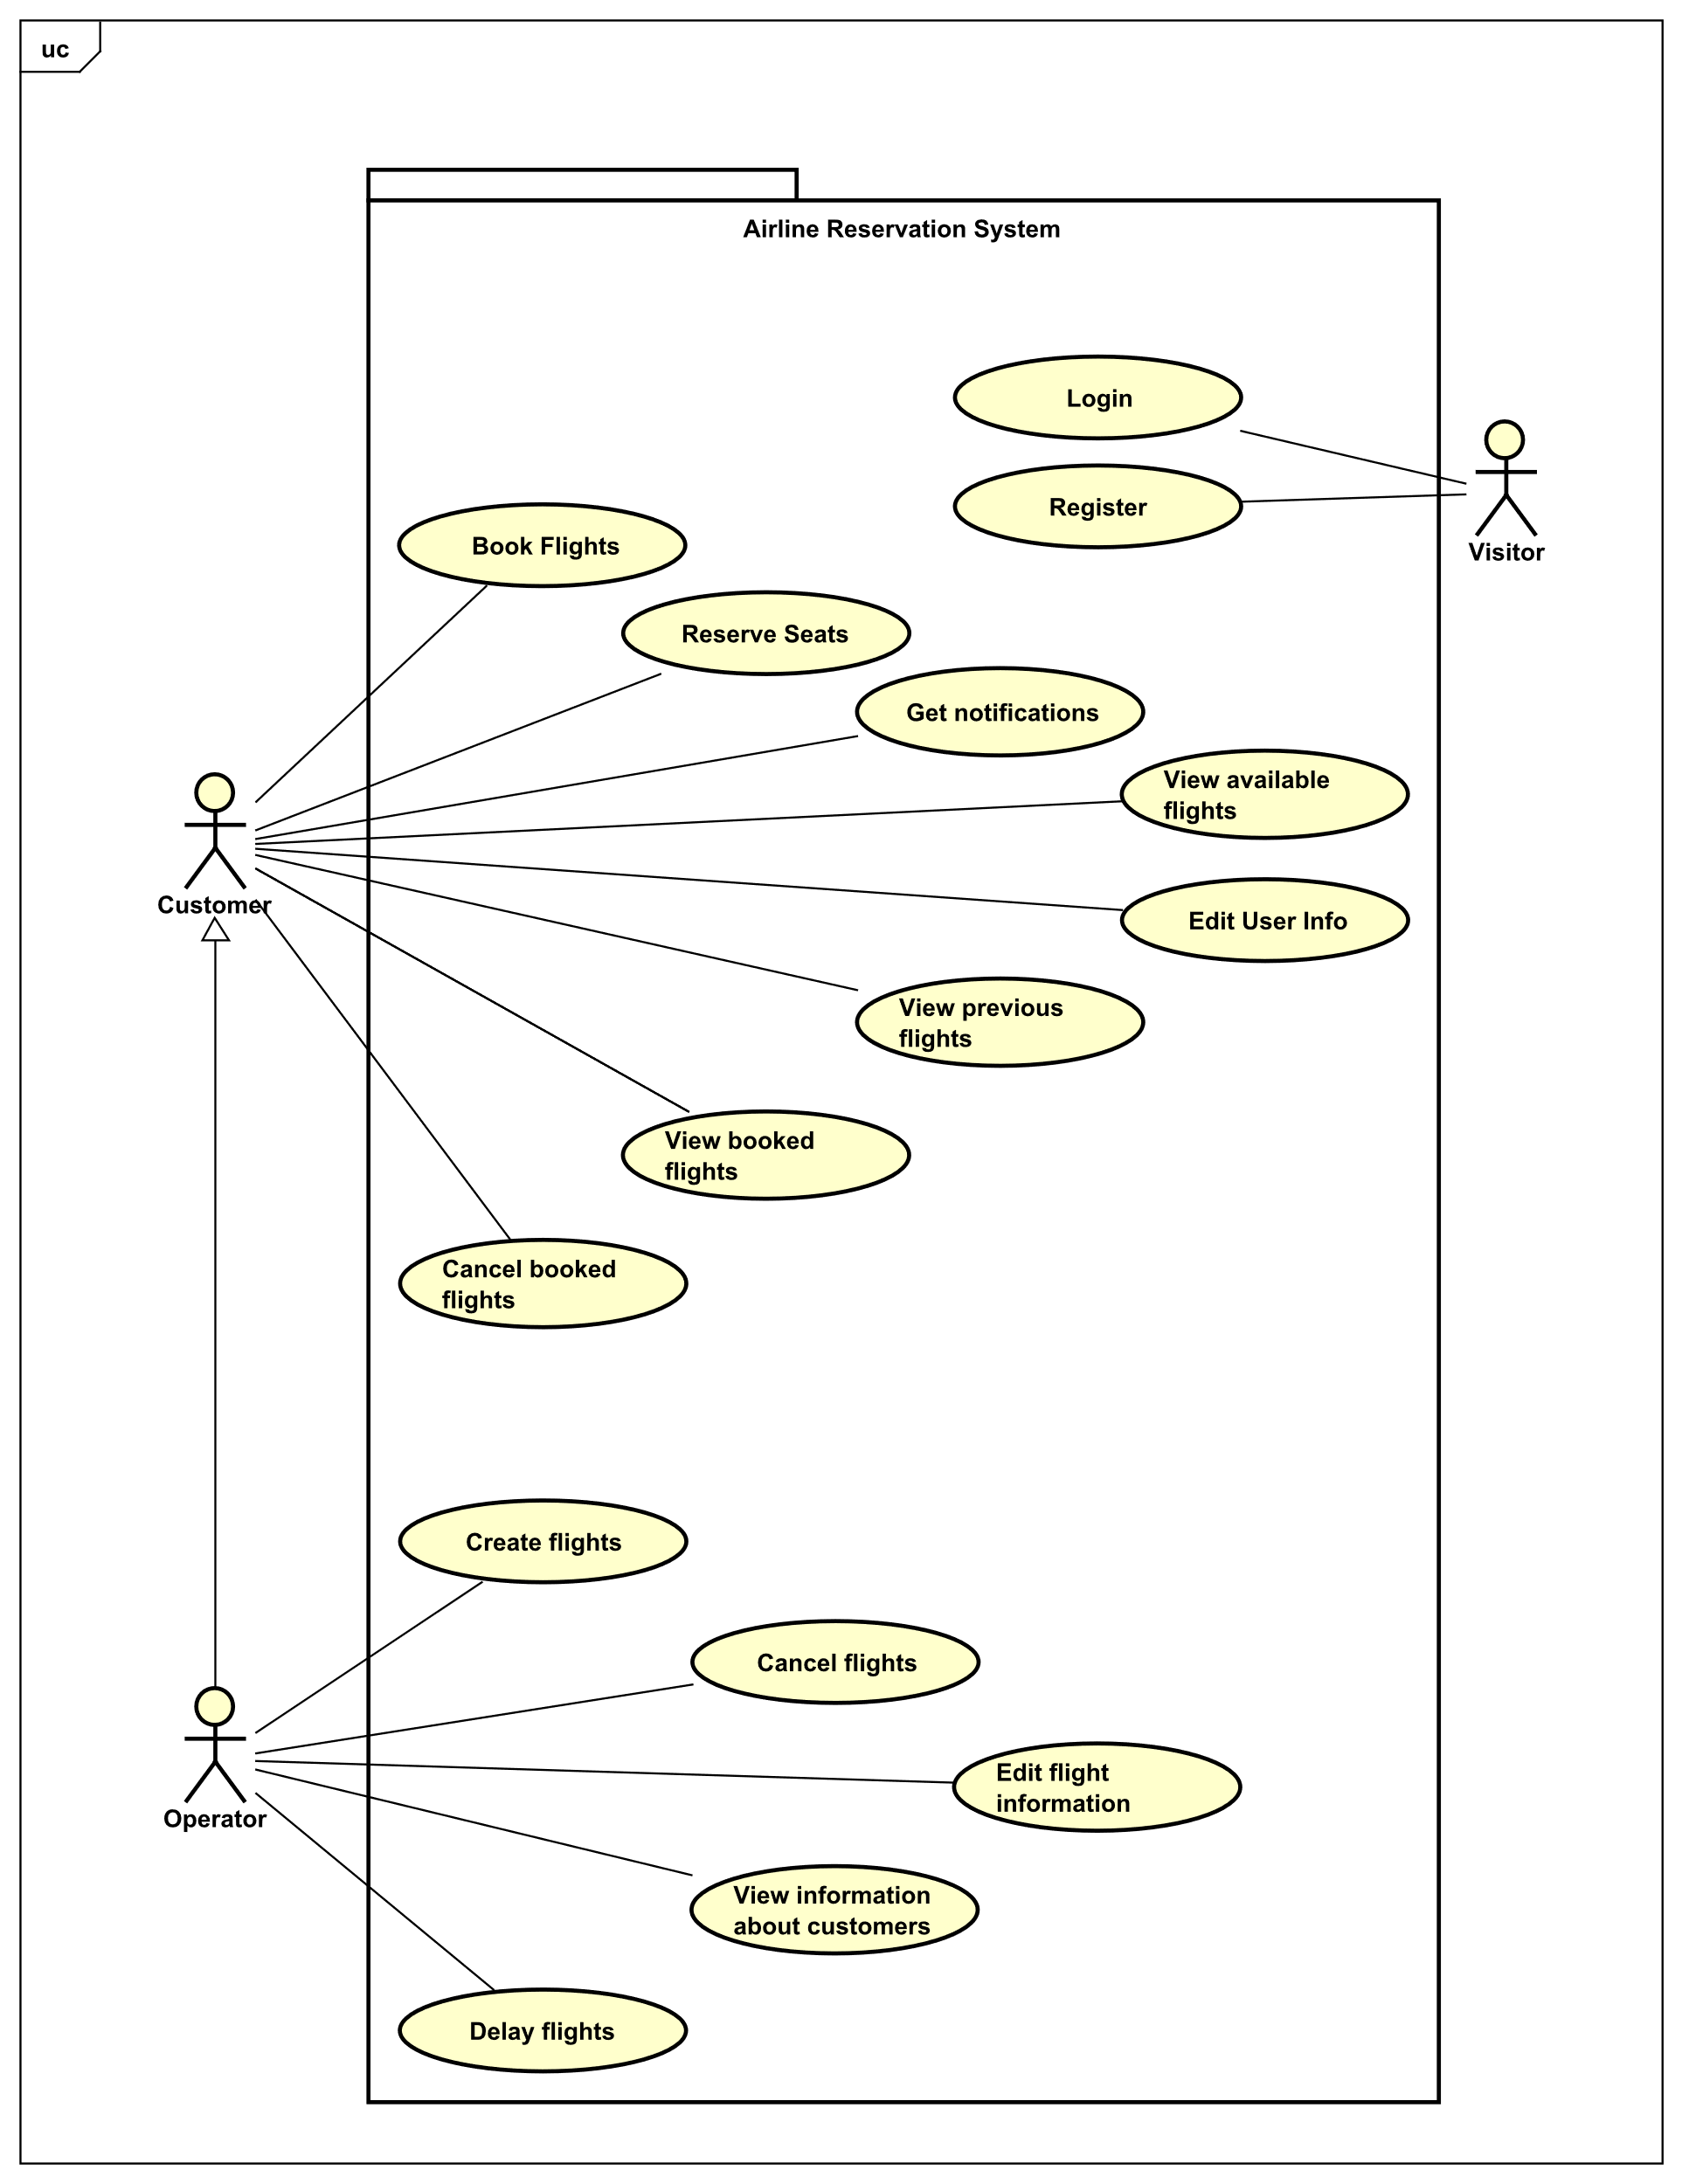 uc
Airline Reservation System
Login
Register
Visitor
Book Flights
Reserve Seats
Get notifications
View available
flights
Customer
Edit User Info
View previous
flights
View booked
flights
Cancel booked
flights
Create flights
Cancel flights
Edit flight
information
Operator
View information
about customers
Delay flights